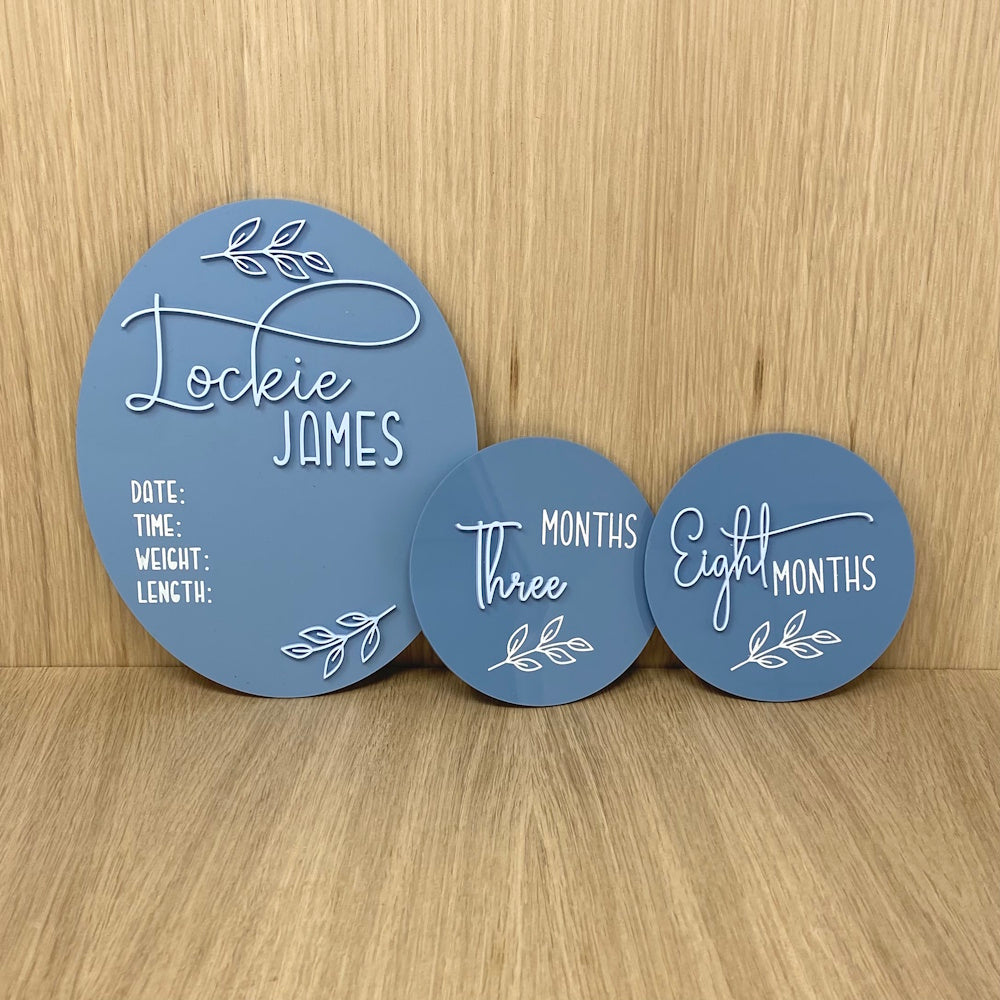 Lockie
JAMES
DATE:
TIME:
WEIGHT:
LENGTH:
Three
MONTHS
Eight
MONTHS